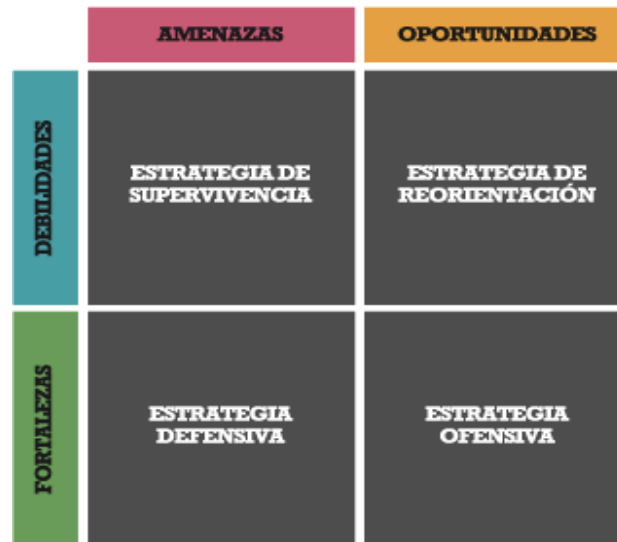 AMENAZAS
OPORTUNIDADES
DEBILIDADES
ESTRATEGIA DE
SUPERVIVENCIA
ESTRATEGIA DE
REORIENTACIÓN
FORTALEZAS
ESTRATEGIA
DEFENSIVA
ESTRATEGIA
OFENSIVA